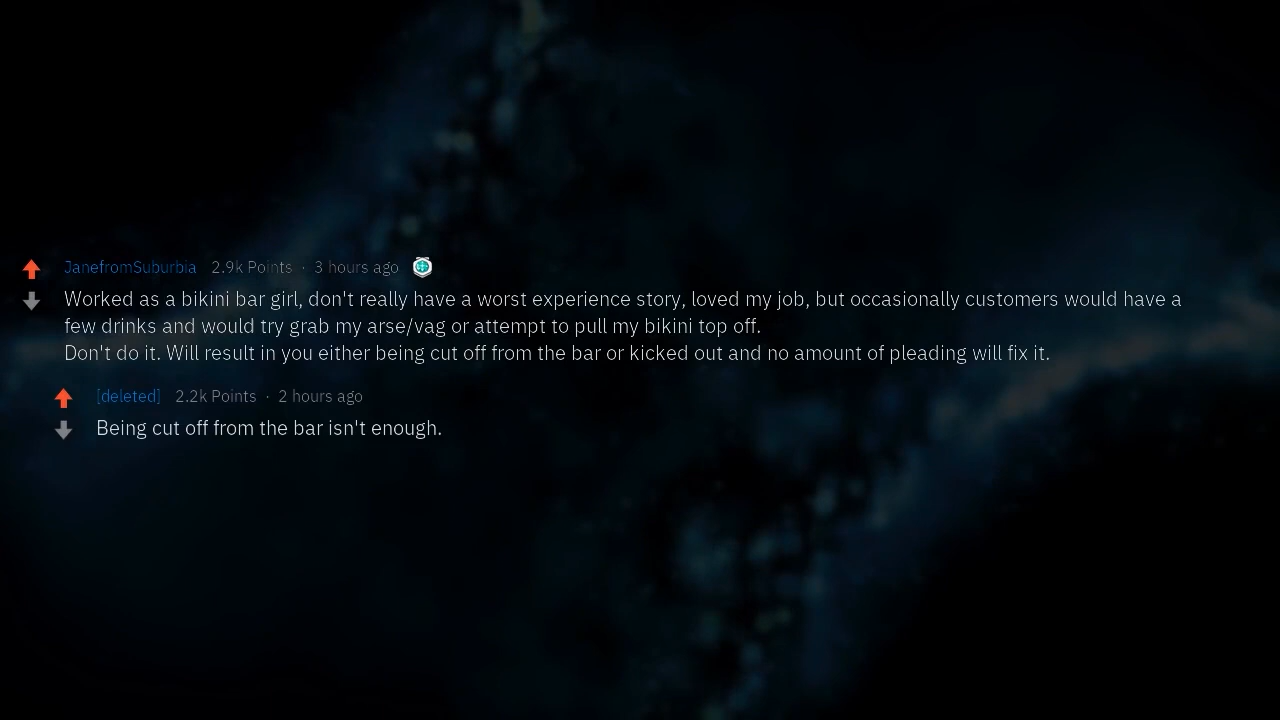 JanefromSuburbia 2.9k Points · 3 hours ago
Worked as a bikini bar girl, don't really have a worst experience story, loved my job, but occasionally customers would have a
few drinks and would try grab my arse/vag or attempt to pull my bikini top off.
Don't do it. Will result in you either being cut off from the bar or kicked out and no amount of pleading will fix it.
[deleted] 2.2k Points · 2 hours ago
Being cut off from the bar isn't enough.